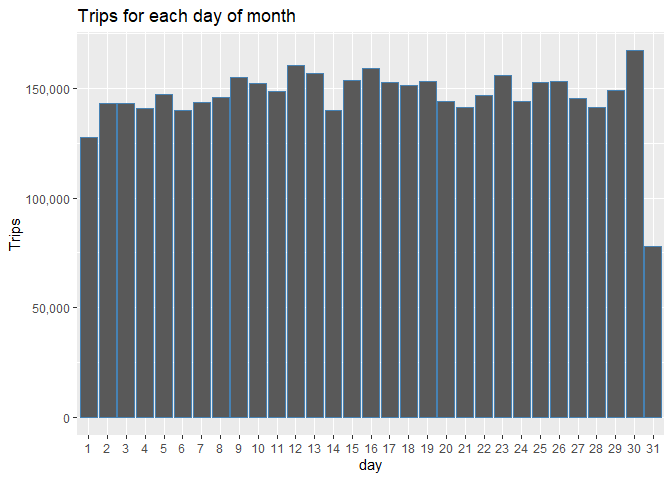 Trips for each day of month
Trips
150,000
100,000
50,000
0
1 2 3 4 5 6 7 8 9 10 11 12 13 14 15 16 17 18 19 20 21 22 23 24 25 26 27 28 29 30 31
day